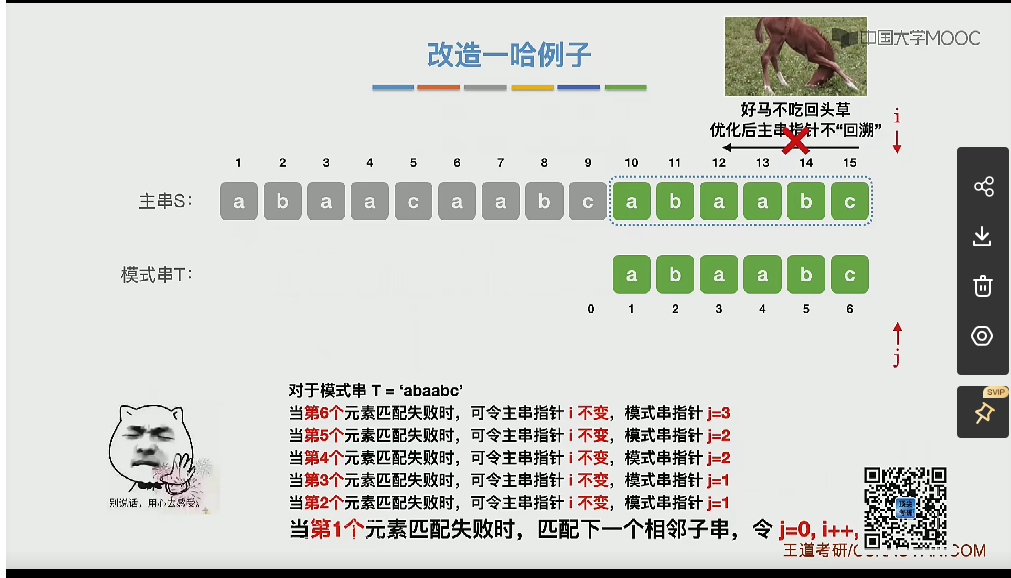 中国大学MOOC
改造一哈例子
好马不吃回头草
优化后主串指针不“回溯”
i
1 2 3 4 5 6 7 8 9 10 11 12 13 14 15
主串S: a b a a c a a b c a b a a b c
模式串T: a b a a b c
0 1 2 3 4 5 6
j
对于模式串 T = ‘abaabc’
当第6个元素匹配失败时，可令主串指针 i 不变，模式串指针 j=3
当第5个元素匹配失败时，可令主串指针 i 不变，模式串指针 j=2
当第4个元素匹配失败时，可令主串指针 i 不变，模式串指针 j=2
当第3个元素匹配失败时，可令主串指针 i 不变，模式串指针 j=1
当第2个元素匹配失败时，可令主串指针 i 不变，模式串指针 j=1
当第1个元素匹配失败时，匹配下一个相邻子串，令 j=0, i++,
别说话，用心去感受
SVIP
王道考研/
.COM